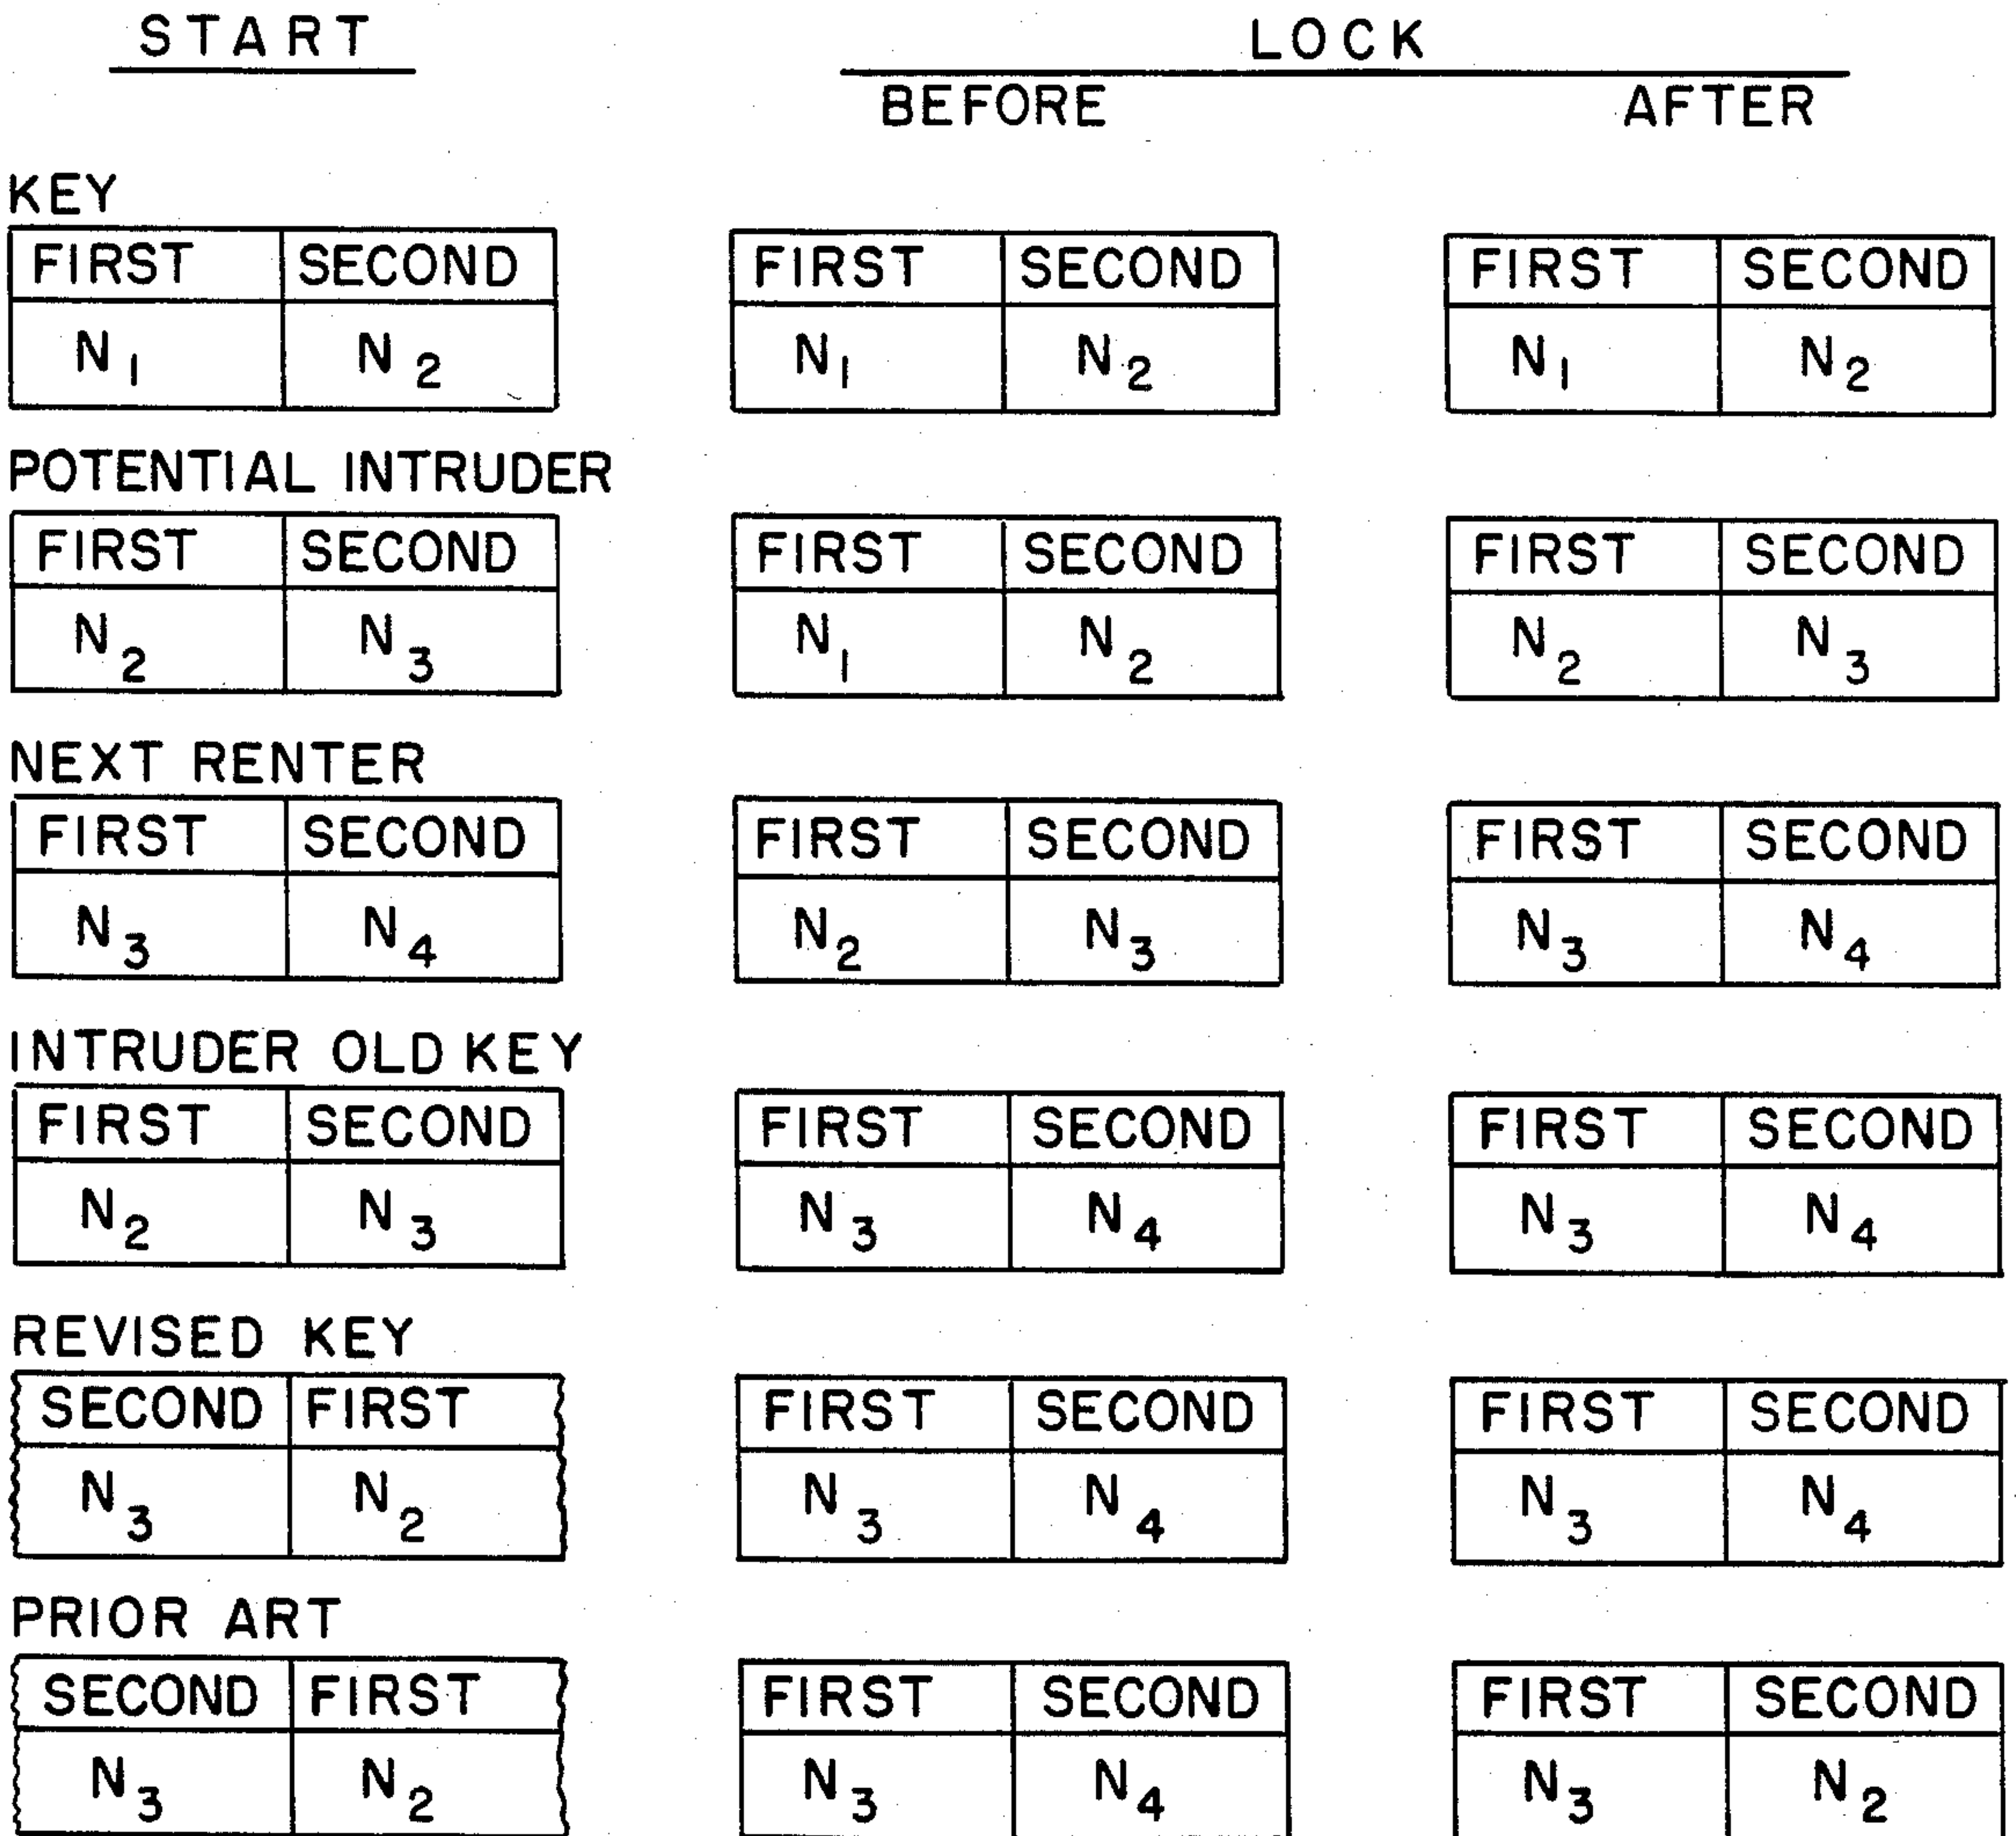 START LOCK
BEFORE AFTER
KEY
FIRST SECOND FIRST SECOND FIRST SECOND
N1 N2 N1 N2 N1 N2
POTENTIAL INTRUDER
FIRST SECOND FIRST SECOND FIRST SECOND
N2 N3 N1 N2 N2 N3
NEXT RENTER
FIRST SECOND FIRST SECOND FIRST SECOND
N3 N4 N2 N3 N3 N4
INTRUDER OLD KEY
FIRST SECOND FIRST SECOND FIRST SECOND
N2 N3 N3 N4 N3 N4
REVISED KEY
SECOND FIRST FIRST SECOND FIRST SECOND
N3 N2 N3 N4 N3 N4
PRIOR ART
SECOND FIRST FIRST SECOND FIRST SECOND
N3 N2 N3 N4 N3 N2